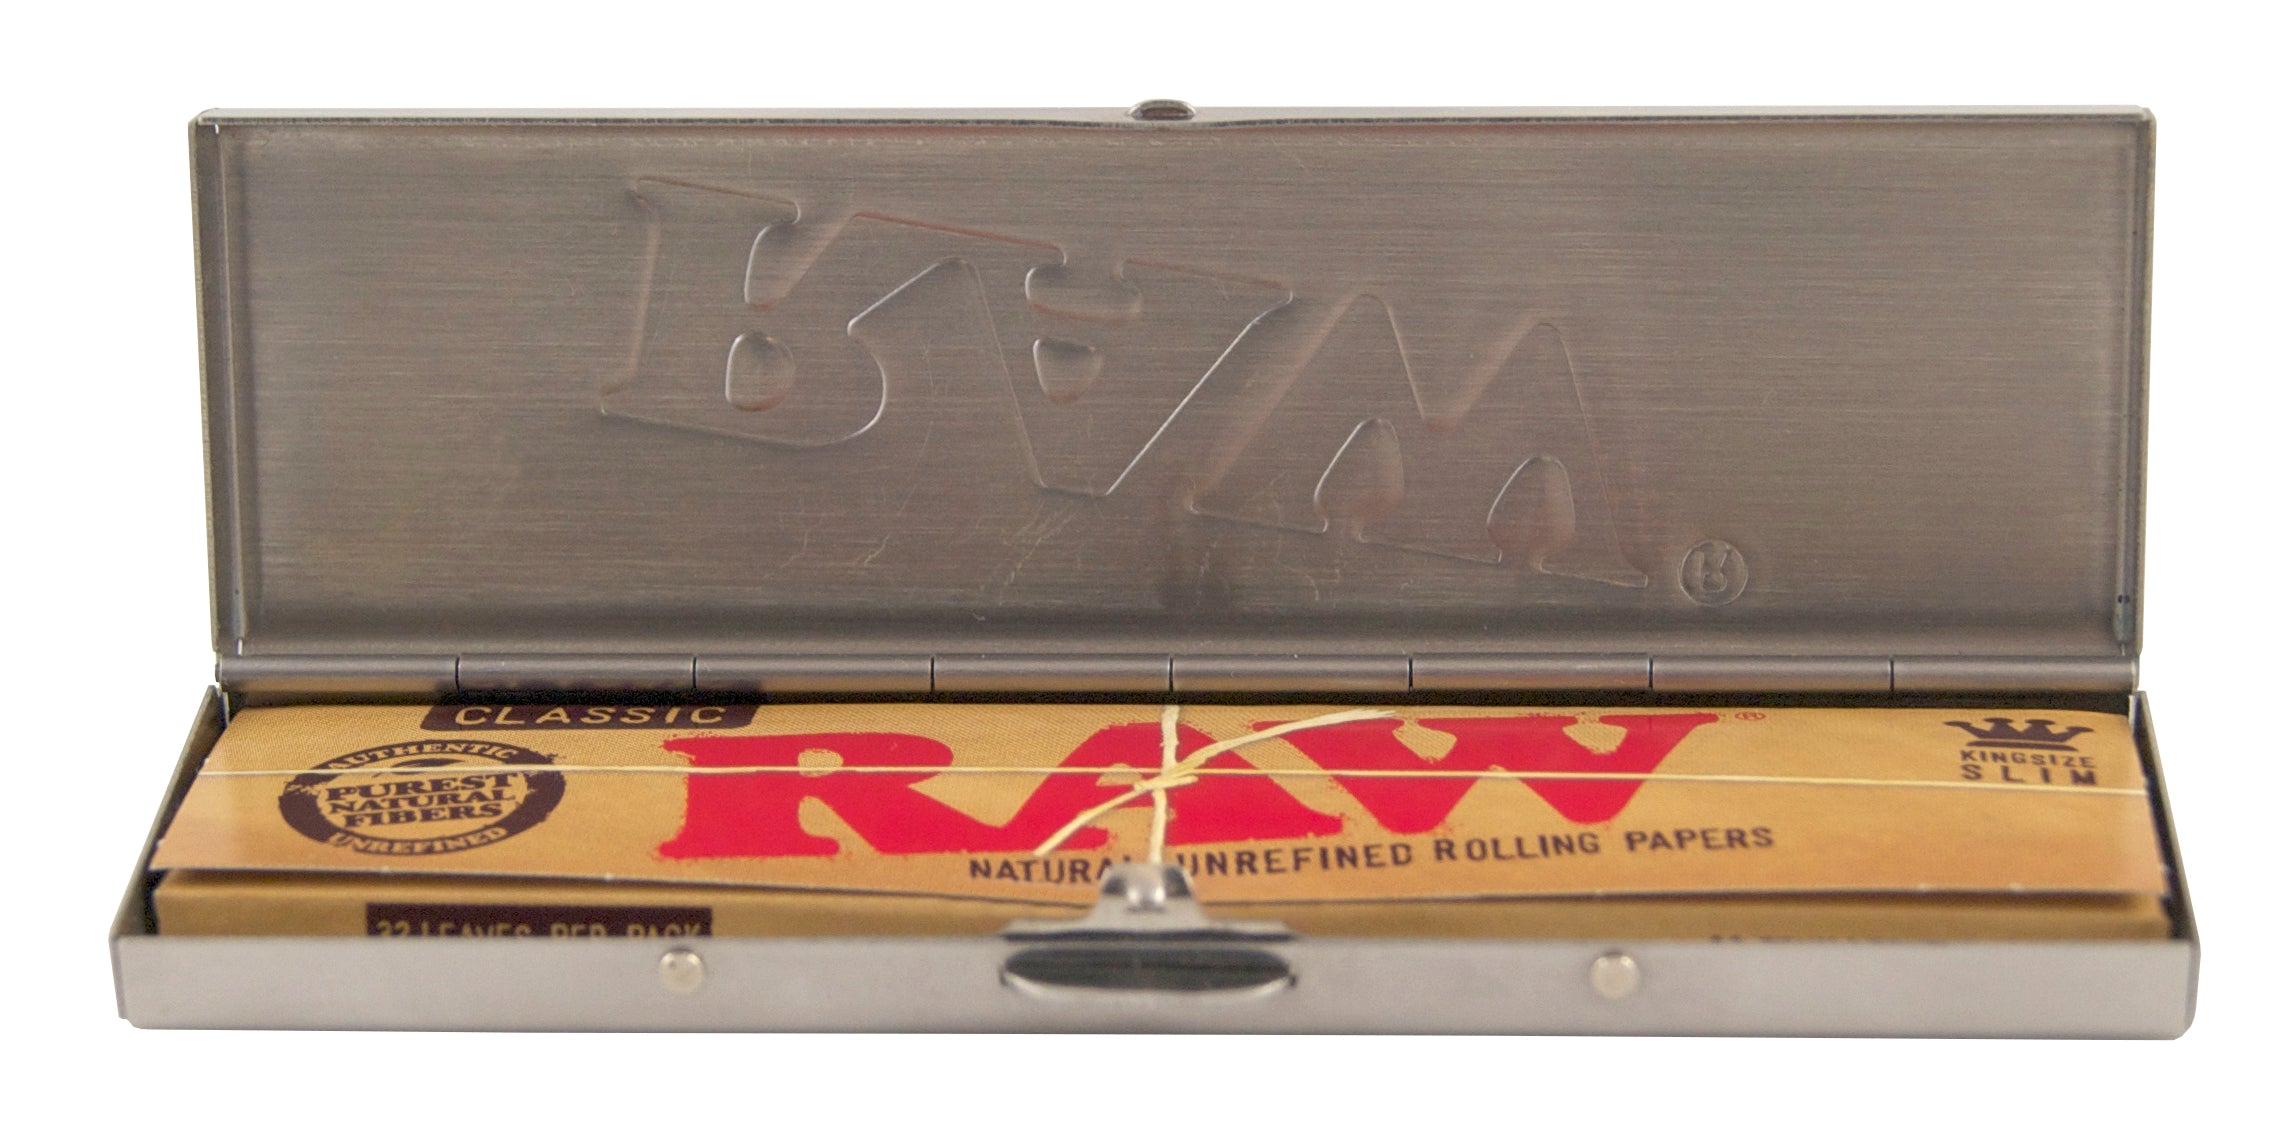 RAW
®
CLASSIC
RAW®
AUTHENTIC
PUREST
NATURAL
FIBERS
UNREFINED
KINGSIZE
SLIM
NATURAL UNREFINED ROLLING PAPERS
32 LEAVES PER PACK